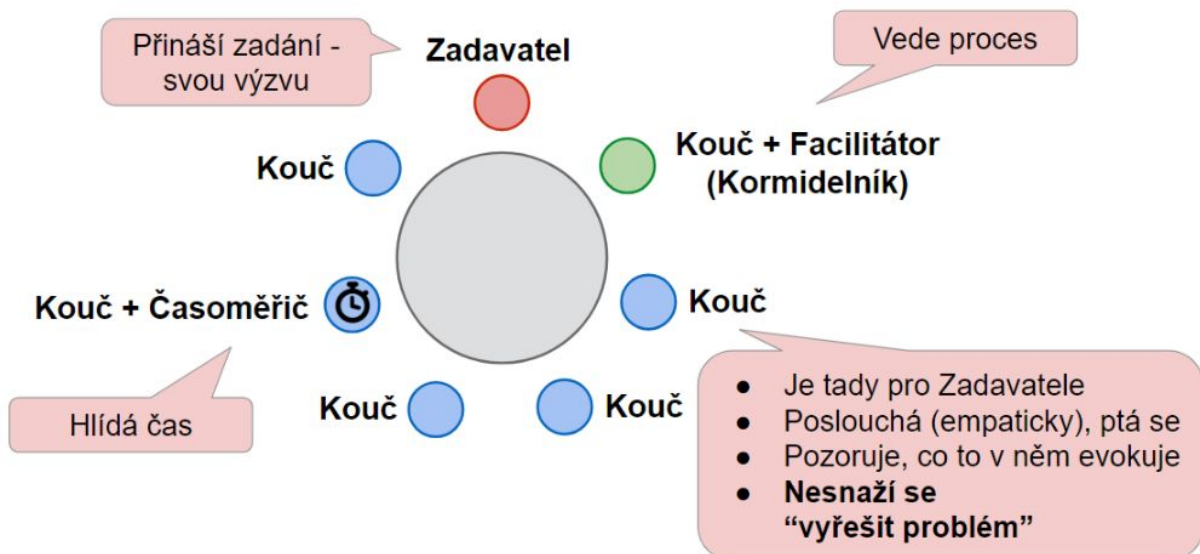 Přináší zadání -
svou výzvu
Zadavatel
Vede proces
Kouč
Kouč + Facilitátor
(Kormidelník)
Kouč + Časoměřič
Kouč
Hlídá čas
Kouč
Kouč
● Je tady pro Zadavatele
● Poslouchá (empaticky), ptá se
● Pozoruje, co to v něm evokuje
● Nesnaží se
“vyřešit problém”